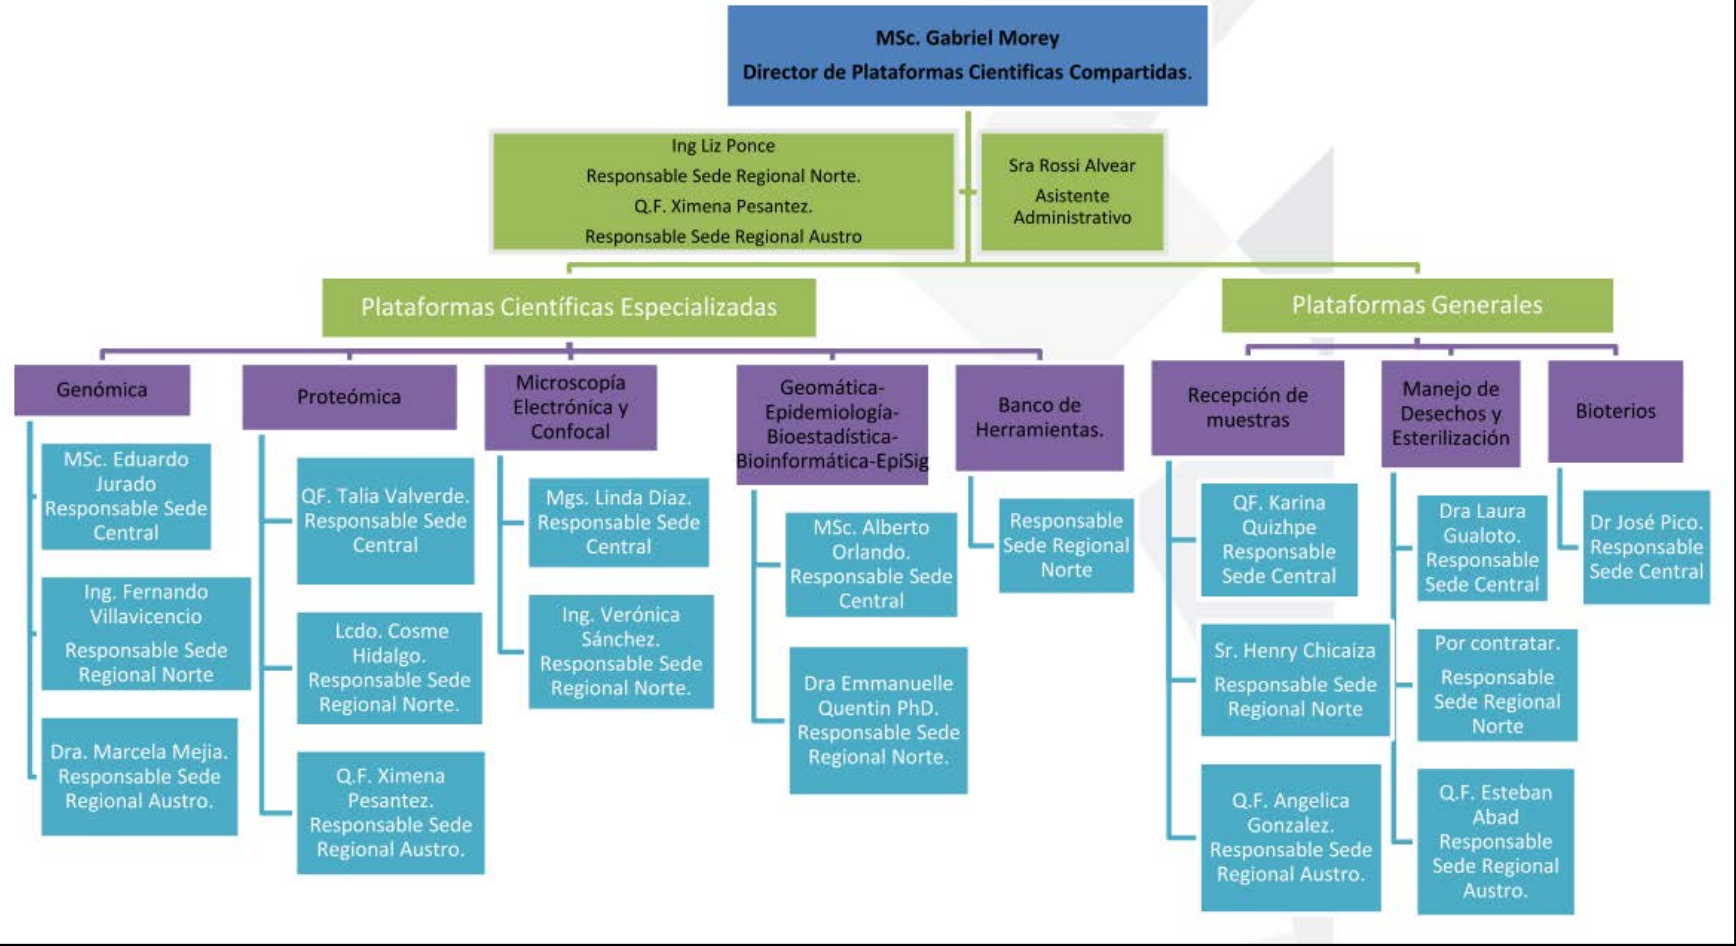 MSc. Gabriel Morey
Director de Plataformas Cientificas Compartidas.
Ing Liz Ponce
Responsable Sede Regional Norte.
Q.F. Ximena Pesantez.
Responsable Sede Regional Austro
Sra Rossi Alvear
Asistente
Administrativo
Plataformas Científicas Especializadas
Plataformas Generales
Genómica
MSc. Eduardo
Jurado
Responsable Sede
Central
Ing. Fernando
Villavicencio
Responsable Sede
Regional Norte
Dra. Marcela Mejia.
Responsable Sede
Regional Austro.
Proteómica
QF. Talia Valverde.
Responsable Sede
Central
Lcdo. Cosme
Hidalgo.
Responsable Sede
Regional Norte.
Q.F. Ximena
Pesantez.
Responsable Sede
Regional Austro.
Microscopía
Electrónica y
Confocal
Mgs. Linda Díaz.
Responsable Sede
Central
Ing. Verónica
Sánchez.
Responsable Sede
Regional Norte.
Geomática-
Epidemiología-
Bioestadística-
Bioinformática-EpiSig
MSc. Alberto
Orlando.
Responsable Sede
Central
Dra Emmanuelle
Quentin PhD.
Responsable Sede
Regional Norte.
Banco de
Herramientas.
Responsable
Sede Regional
Norte
Recepción de
muestras
QF. Karina
Quizhpe
Responsable
Sede Central
Sr. Henry Chicaiza
Responsable Sede
Regional Norte
Q.F. Angelica
Gonzalez.
Responsable Sede
Regional Austro.
Manejo de
Desechos y
Esterilización
Dra Laura
Gualoto.
Responsable
Sede Central
Por contratar.
Responsable
Sede Regional
Norte
Q.F. Esteban
Abad
Responsable
Sede Regional
Austro.
Bioterios
Dr José Pico.
Responsable
Sede Central